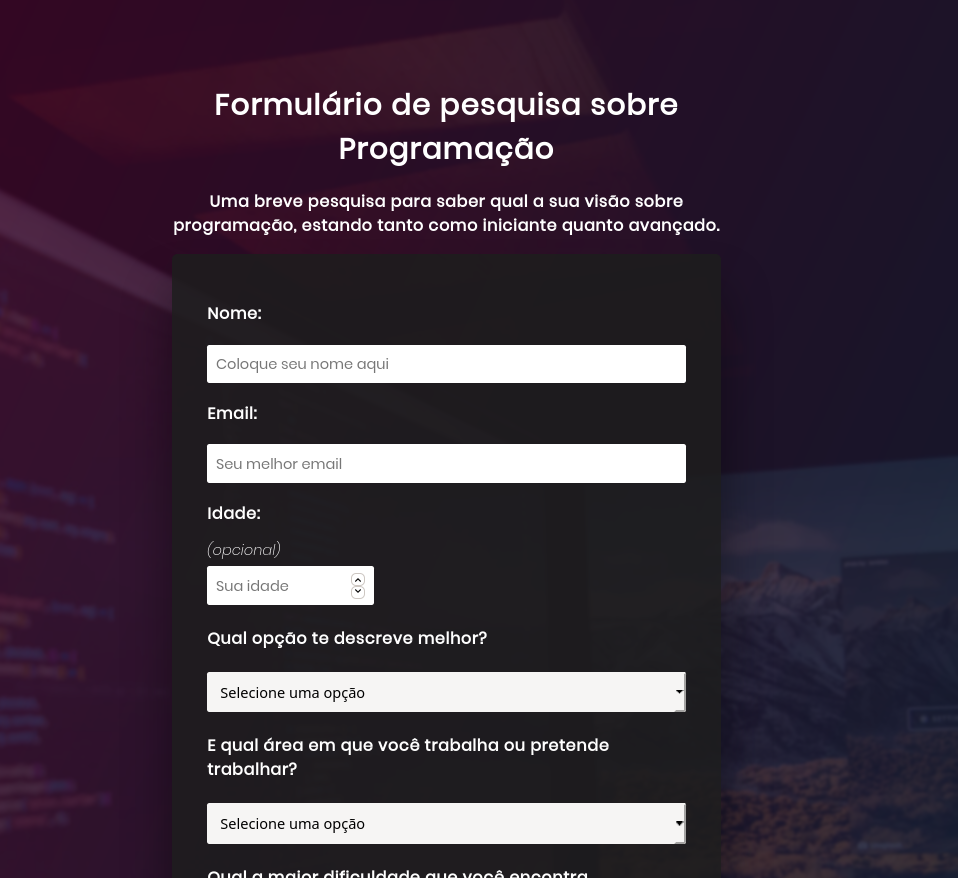 Formulário de pesquisa sobre
Programação
Uma breve pesquisa para saber qual a sua visão sobre
programação, estando tanto como iniciante quanto avançado.
Nome:
Coloque seu nome aqui
Email:
Seu melhor email
Idade:
(opcional)
Sua idade
Qual opção te descreve melhor?
Selecione uma opção
E qual área em que você trabalha ou pretende
trabalhar?
Selecione uma opção
Qual a maior dificuldade que você encontra